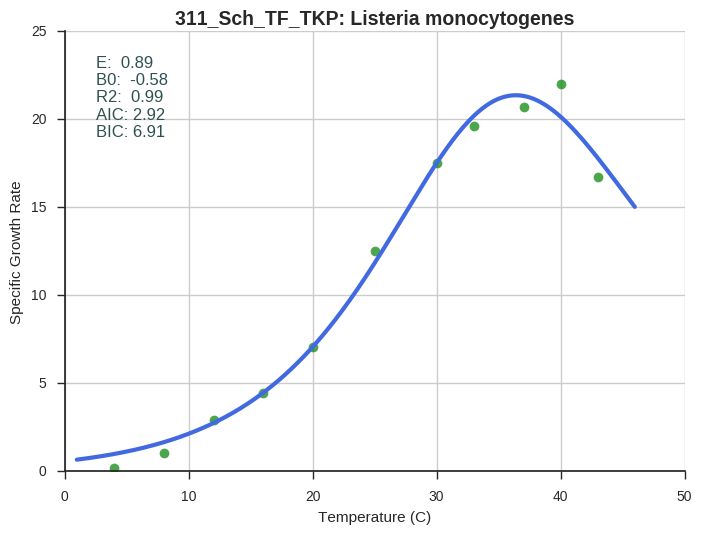 311_Sch_TF_TKP: Listeria monocytogenes
E:  0.89
B0:  -0.58
R2:  0.99
AIC: 2.92
BIC: 6.91
25
20
15
10
5
0
Specific Growth Rate
0 10 20 30 40 50
Temperature (C)